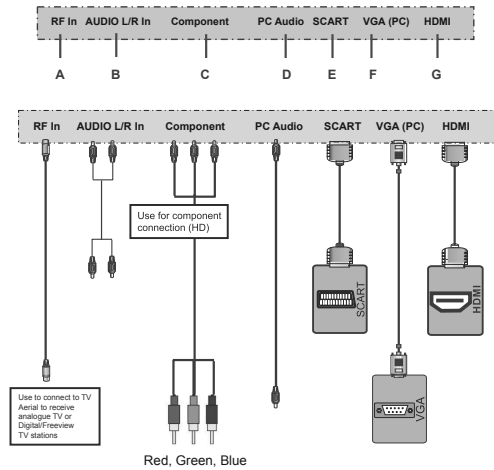 RF In AUDIO L/R In Component PC Audio SCART VGA (PC) HDMI
A B C D E F G
RF In AUDIO L/R In Component PC Audio SCART VGA (PC) HDMI
Use for component
connection (HD)
SCART
HDMI
Use to connect to TV
Aerial to receive
analogue TV or
Digital/Freeview
TV stations
VGA
Red, Green, Blue